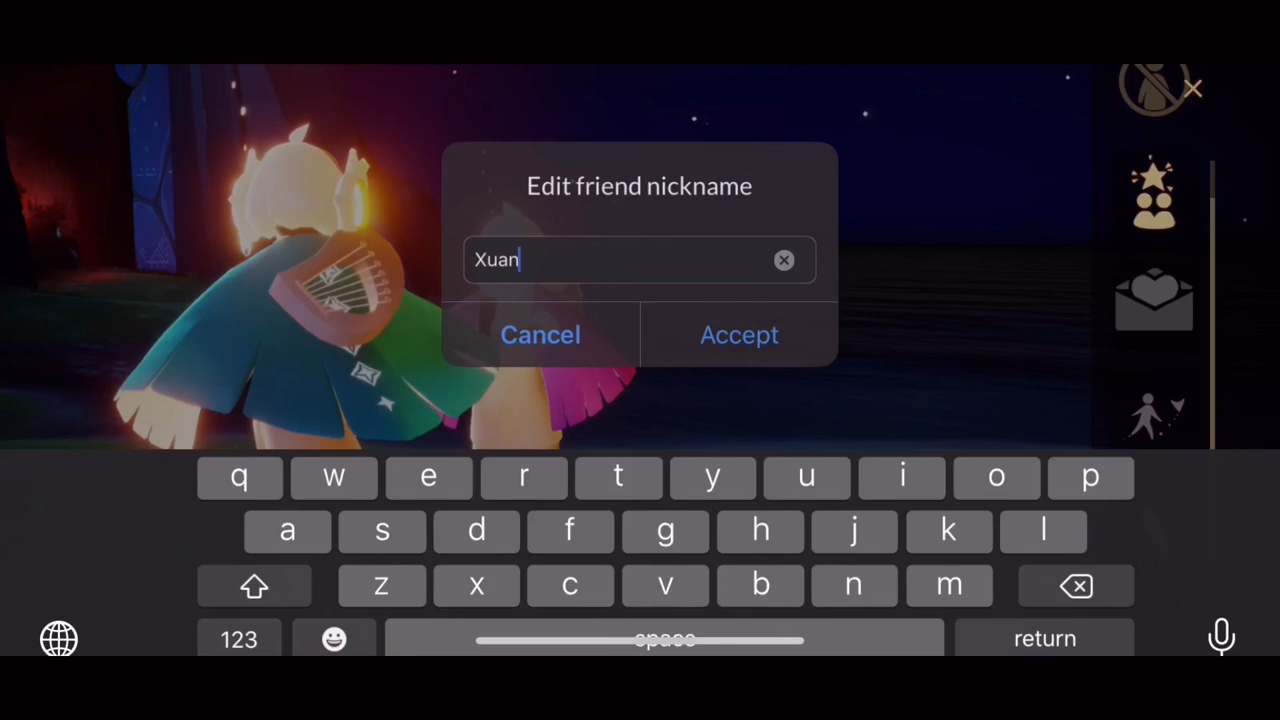 Edit friend nickname
Xuan
Cancel Accept
q w e r t y u i o p
a s d f g h j k l
z x c v b n m
123 space return